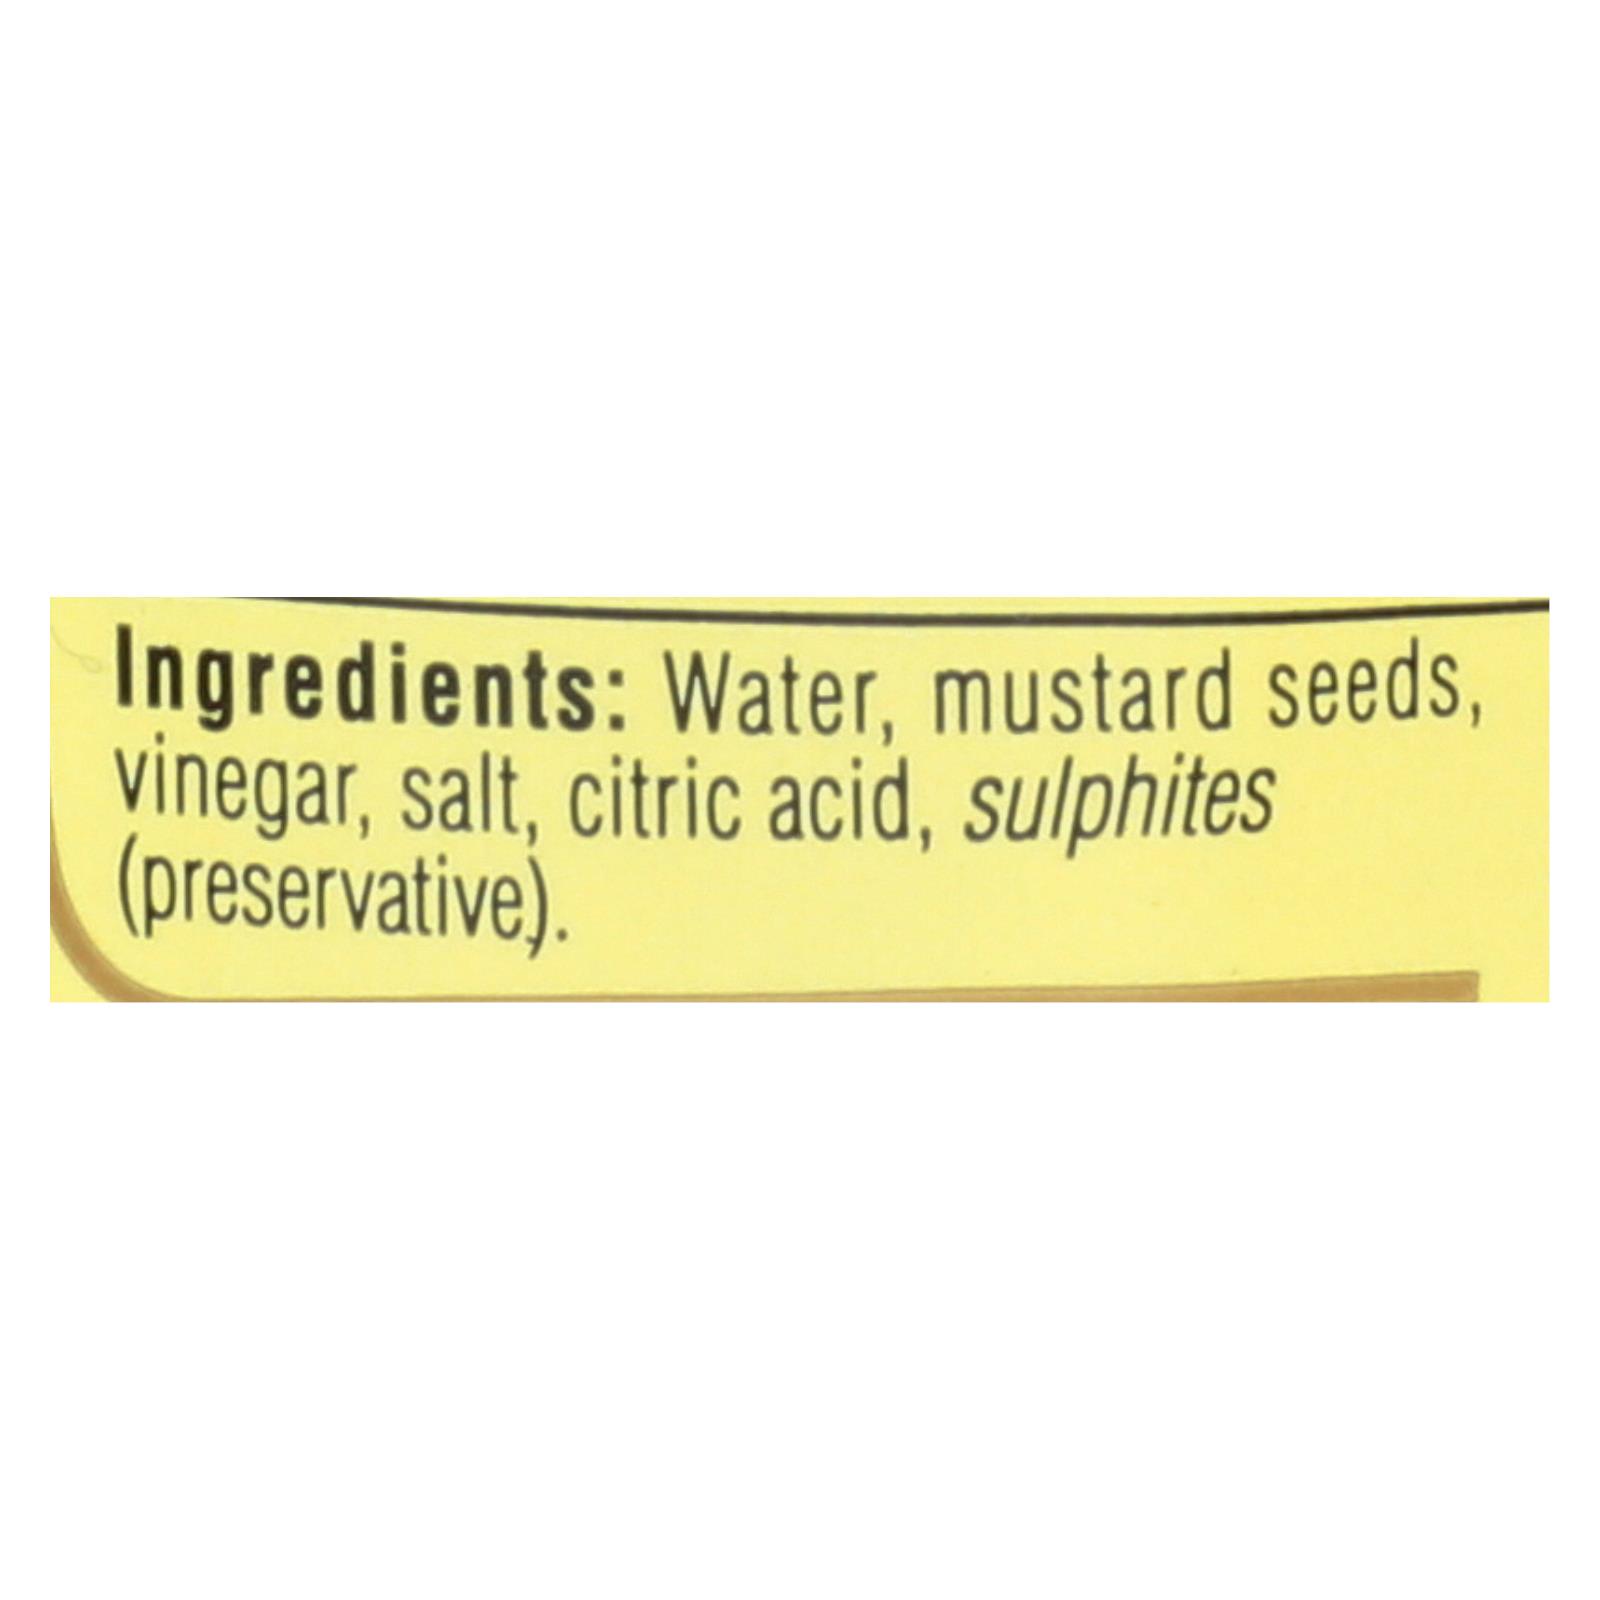 Ingredients: Water, mustard seeds,
vinegar, salt, citric acid, sulphites
(preservative).